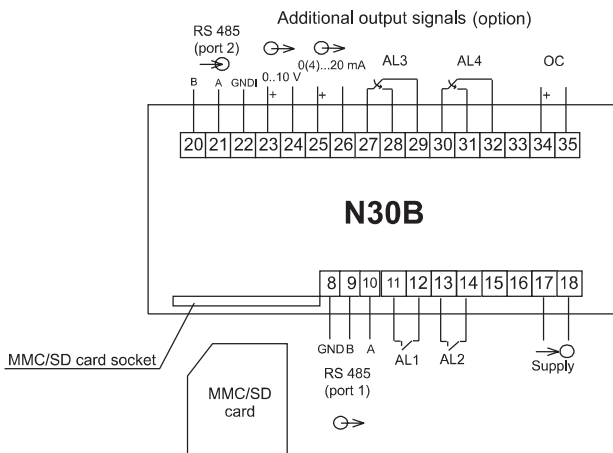 Additional output signals (option)
RS 485
(port 2)
0..10 V
0(4)...20 mA
AL3
AL4
OC
B A GNDI + + +
20 21 22 23 24 25 26 27 28 29 30 31 32 33 34 35
N30B
8 9 10 11 12 13 14 15 16 17 18
MMC/SD card socket
GND B A
AL1
AL2
Supply
RS 485
(port 1)
MMC/SD
card